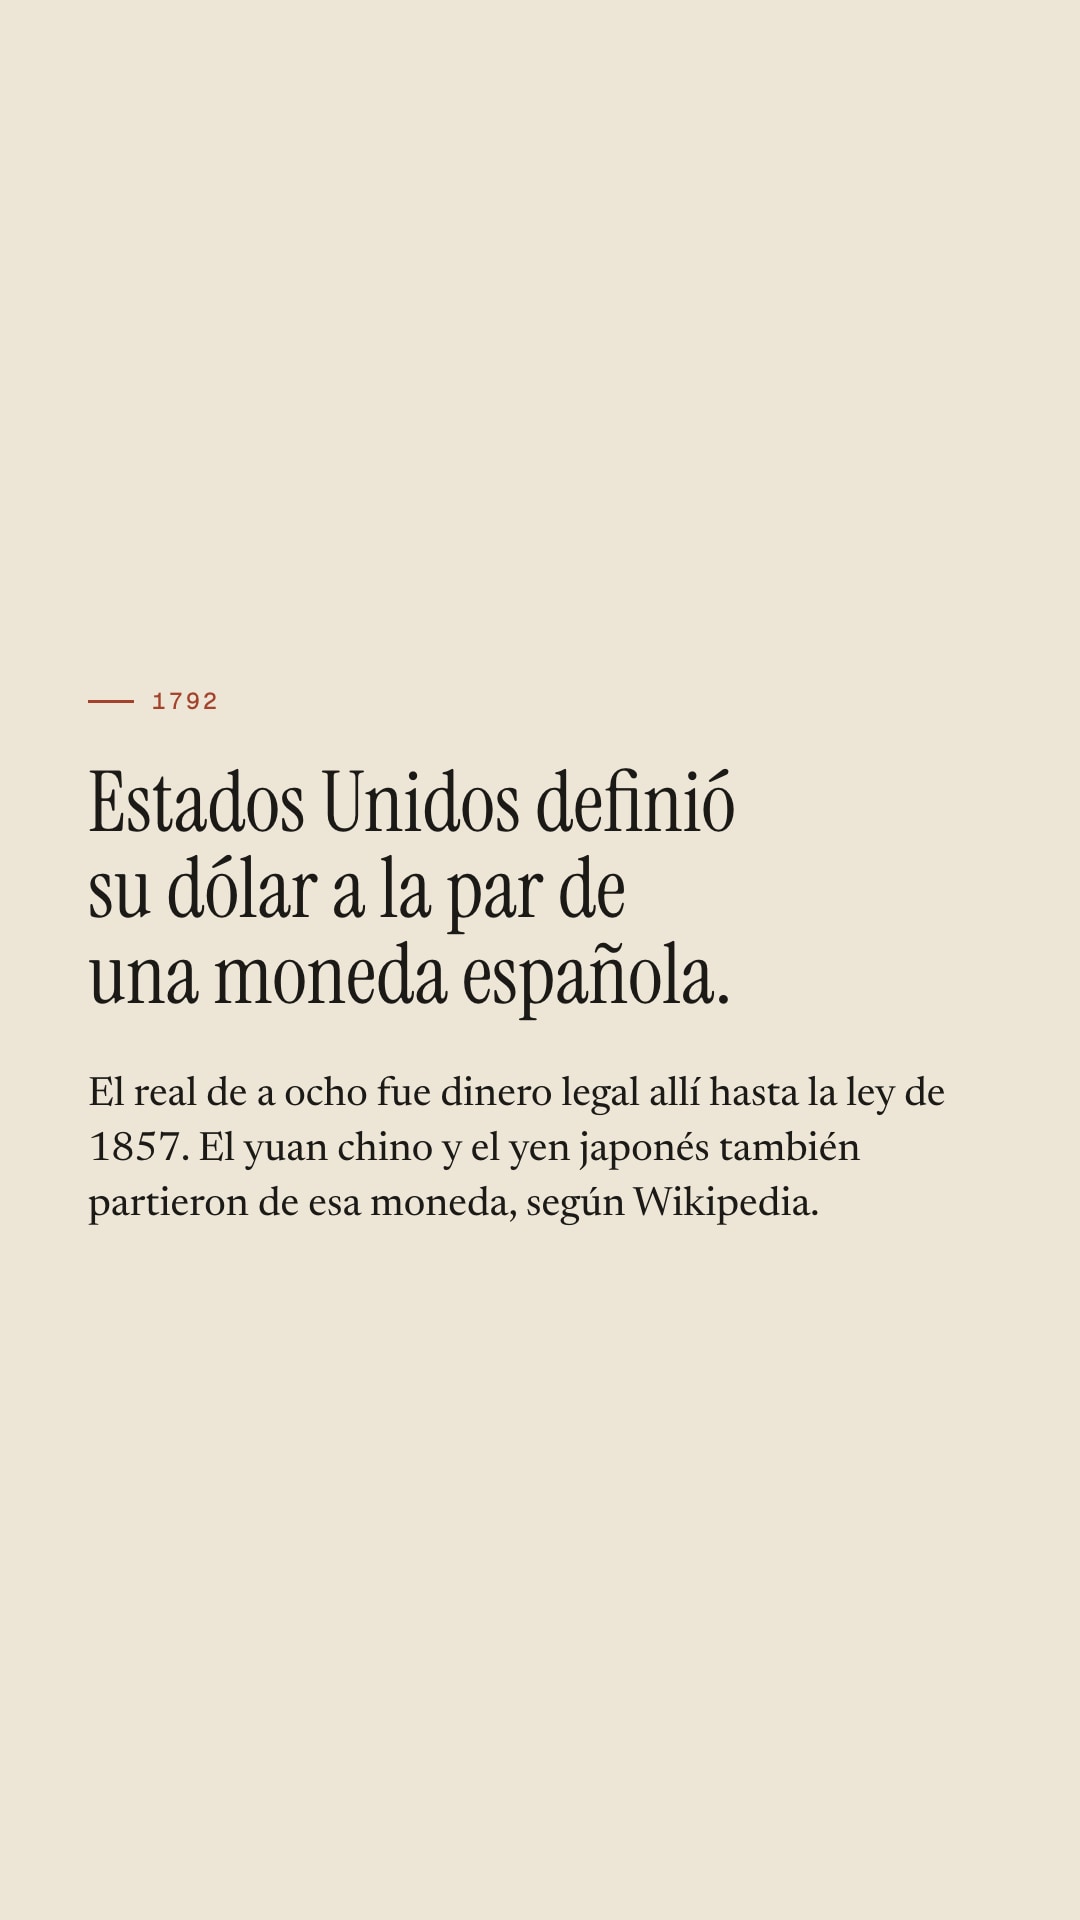 1792
Estados Unidos definió
su dólar a la par de
una moneda española.
El real de a ocho fue dinero legal allí hasta la ley de
1857. El yuan chino y el yen japonés también
partieron de esa moneda, según Wikipedia.